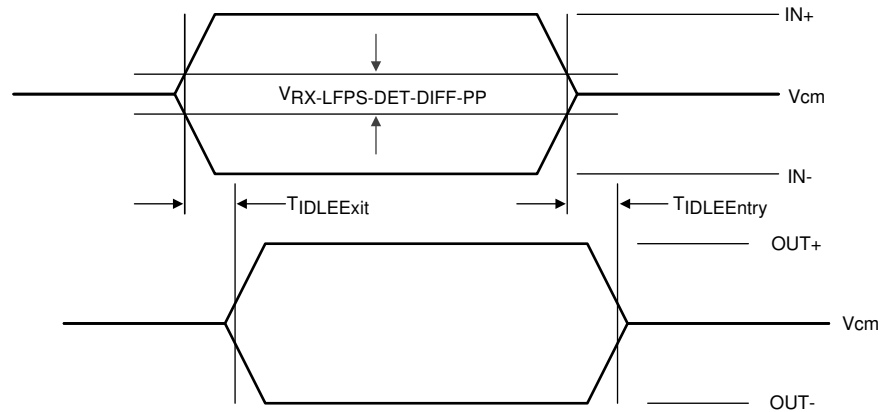 IN+
VRX-LFPS-DET-DIFF-PP
Vcm
IN-
TIDLEExit
TIDLEEntry
OUT+
Vcm
OUT-